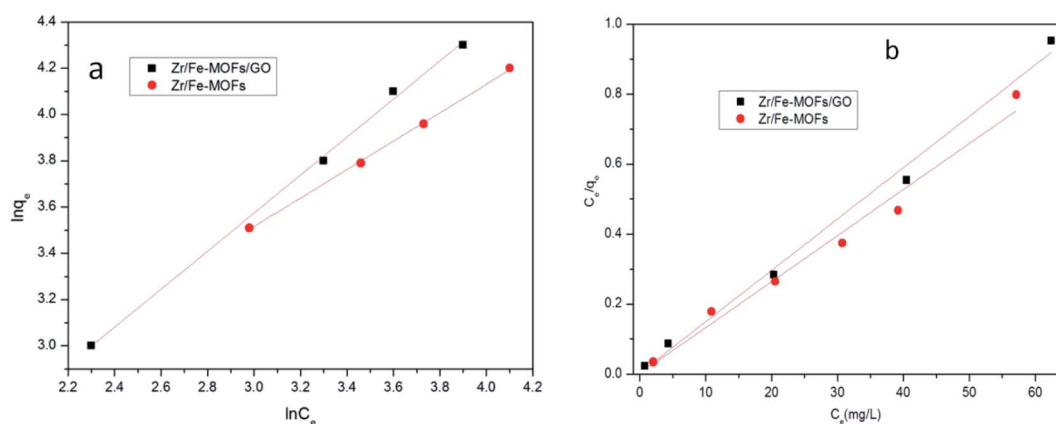 a
Zr/Fe-MOFs/GO
Zr/Fe-MOFs
lnqe
4.4
4.2
4.0
3.8
3.6
3.4
3.2
3.0
2.2 2.4 2.6 2.8 3.0 3.2 3.4 3.6 3.8 4.0 4.2
lnCe
b
Zr/Fe-MOFs/GO
Zr/Fe-MOFs
Ce/qe
1.0
0.8
0.6
0.4
0.2
0.0
0 10 20 30 40 50 60
Ce(mg/L)